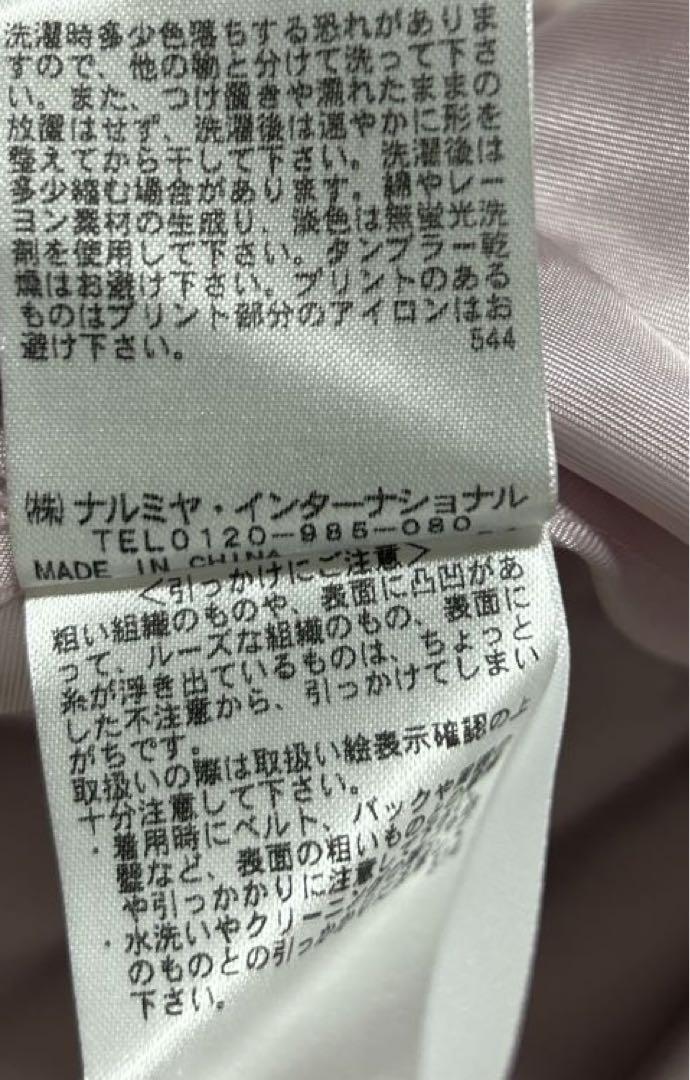 洗濯時多少色落ちする恐れがありま
すので、他の物と分けて洗って下さ
い。また、つけ置きや濡れたままの
放置はせず、洗濯後は速やかに形を
整えてから干して下さい。洗濯後は
多少縮む場合があります。綿やレー
ヨン素材の生成り、淡色は無蛍光洗
剤を使用して下さい。タンブラー乾
燥はお避け下さい。プリントのある
ものはプリント部分のアイロンはお
避け下さい。 544
(株)ナルミヤ・インターナショナル
TEL0120-985-080
MADE IN CHINA
<引っかけにご注意>
粗い組織のものや、表面に凸凹があ
って、ルーズな組織のもの、表面に
糸が浮き出ているものは、ちょっと
した不注意から、引っかけてしまい
がちです。
取扱いの際は取扱い絵表示確認の上
十分注意して下さい。
・着用時にベルト、バックや
盤など、表面の粗いもの
や引っかかりに注意し
・水洗いやクリーニ
のものとの引っか
下さい。